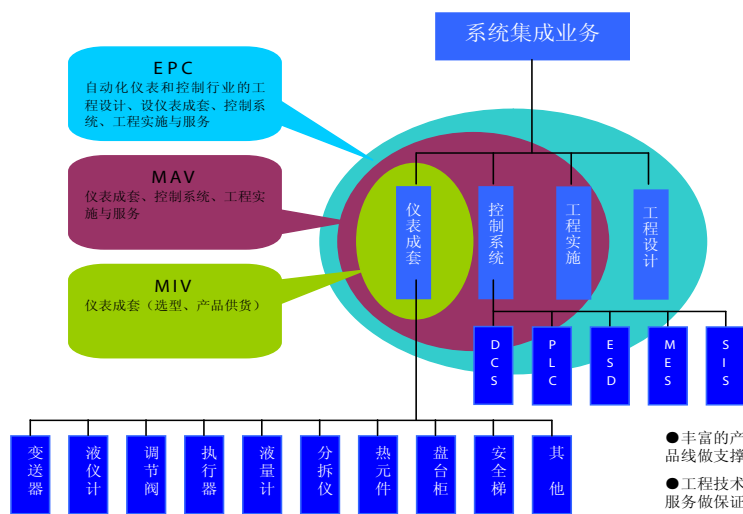 系统集成业务
EPC
自动化仪表和控制行业的工
程设计、设仪表成套、控制系
统、工程实施与服务
MAV
仪表成套、控制系统、工程实
施与服务
MIV
仪表成套（选型、产品供货）
仪表成套
控制系统
工程实施
工程设计
DCS
PLC
ESD
MES
SIS
变送器
液仪计
调节阀
执行器
液量计
分拆仪
热元件
盘台柜
安全梯
其他
●丰富的产
品线做支撑
●工程技术
服务做保证